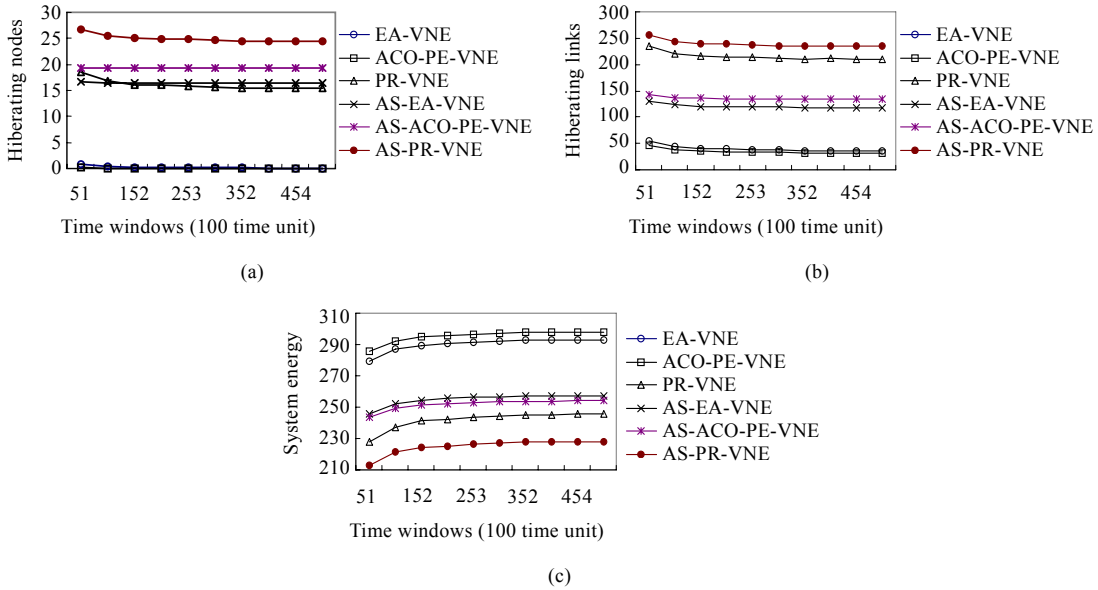 Hiberating nodes
30
25
20
15
10
5
0
51 152 253 352 454
Time windows (100 time unit)
EA-VNE
ACO-PE-VNE
PR-VNE
AS-EA-VNE
AS-ACO-PE-VNE
AS-PR-VNE
(a)
Hiberating links
300
250
200
150
100
50
0
51 152 253 352 454
Time windows (100 time unit)
EA-VNE
ACO-PE-VNE
PR-VNE
AS-EA-VNE
AS-ACO-PE-VNE
AS-PR-VNE
(b)
System energy
310
290
270
250
230
210
51 152 253 352 454
Time windows (100 time unit)
EA-VNE
ACO-PE-VNE
PR-VNE
AS-EA-VNE
AS-ACO-PE-VNE
AS-PR-VNE
(c)